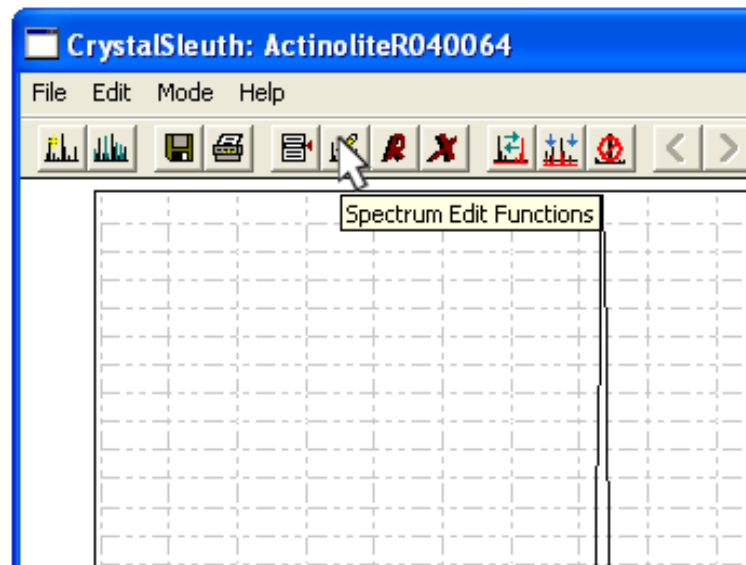 CrystalSleuth: ActinoliteR040064
File Edit Mode Help
R X
Spectrum Edit Functions